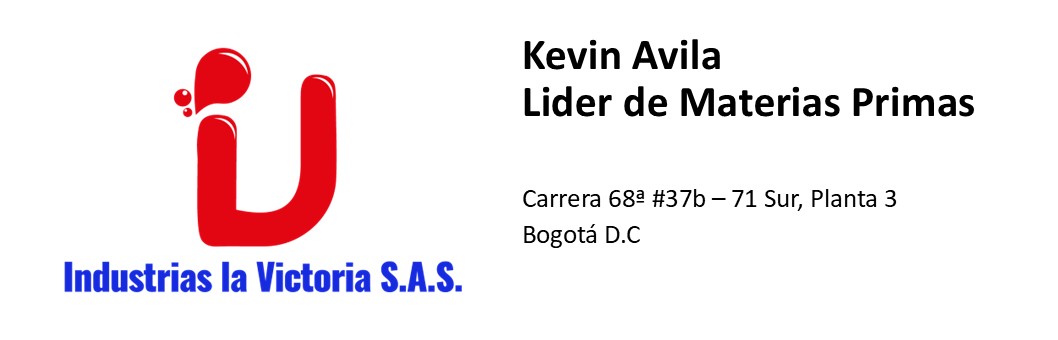 Kevin Avila
Lider de Materias Primas
Carrera 68ª #37b – 71 Sur, Planta 3
Bogotá D.C
Industrias la Victoria S.A.S.